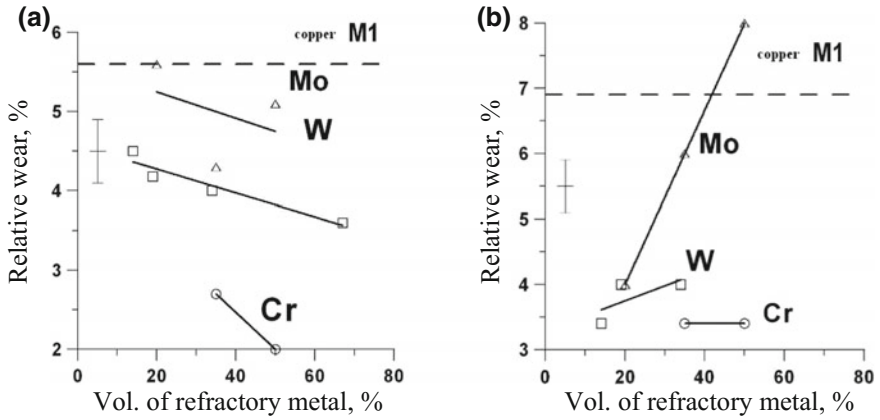 (a)
copper M1
Mo
W
Cr
Relative wear, %
6
5
4
3
2
0 20 40 60 80
Vol. of refractory metal, %
(b)
copper M1
Mo
W
Cr
Relative wear, %
8
7
6
5
4
3
0 20 40 60 80
Vol. of refractory metal, %